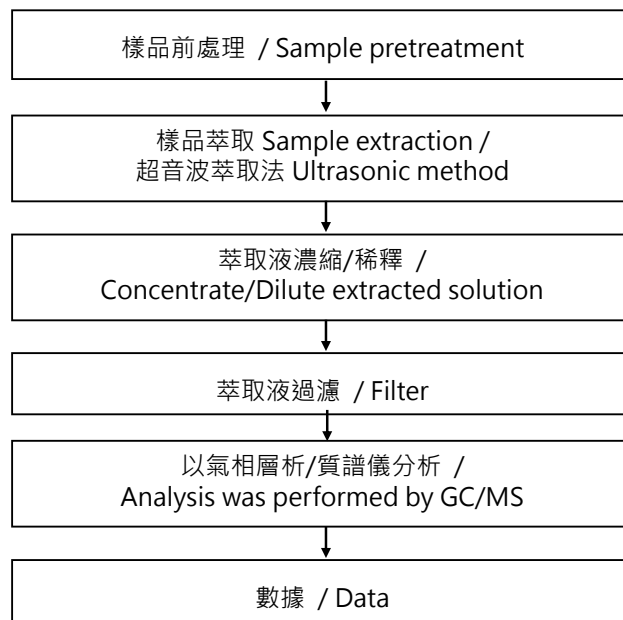 樣品前處理 / Sample pretreatment
樣品萃取 Sample extraction /
超音波萃取法 Ultrasonic method
萃取液濃縮/稀釋 /
Concentrate/Dilute extracted solution
萃取液過濾 / Filter
以氣相層析/質譜儀分析 /
Analysis was performed by GC/MS
數據 / Data